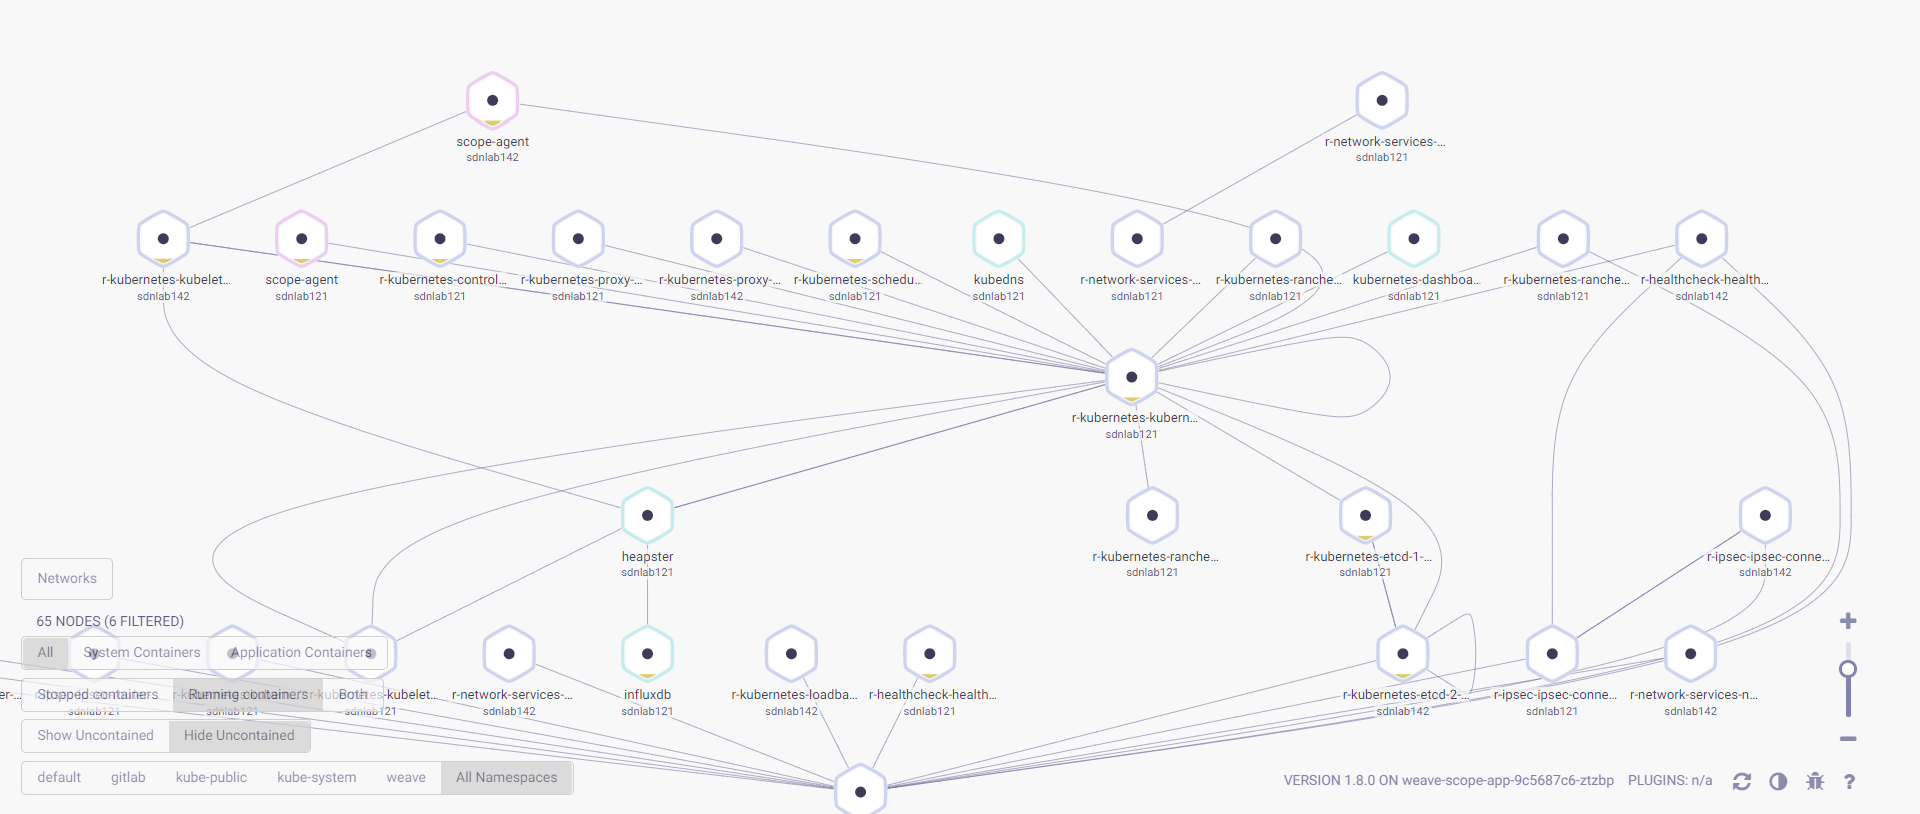 scope-agent
sdnlab142
r-network-services-...
sdnlab121
r-kubernetes-kubelet...
sdnlab142
scope-agent
sdnlab121
r-kubernetes-control...
sdnlab121
r-kubernetes-proxy-...
sdnlab121
r-kubernetes-proxy-...
sdnlab142
r-kubernetes-schedu...
sdnlab121
kubedns
sdnlab121
r-network-services-...
sdnlab121
r-kubernetes-ranche...
sdnlab121
kubernetes-dashboa...
sdnlab121
r-kubernetes-ranche...
sdnlab121
r-healthcheck-health...
sdnlab142
r-kubernetes-kubern...
sdnlab121
heapster
sdnlab121
r-kubernetes-ranche...
sdnlab121
r-kubernetes-etcd-1-...
sdnlab121
r-ipsec-ipsec-conne...
sdnlab142
Networks
65 NODES (6 FILTERED)
All System Containers Application Containers
Stopped containers Running containers Both
sdnlab121
sdnlab121
sdnlab121
r-network-services-...
sdnlab142
influxdb
sdnlab121
r-kubernetes-loadba...
sdnlab142
r-healthcheck-health...
sdnlab121
r-kubernetes-etcd-2-...
sdnlab142
r-ipsec-ipsec-conne...
sdnlab121
r-network-services-n...
sdnlab142
Show Uncontained Hide Uncontained
default gitlab kube-public kube-system weave All Namespaces
VERSION 1.8.0 ON weave-scope-app-9c5687c6-ztzbp PLUGINS: n/a ?